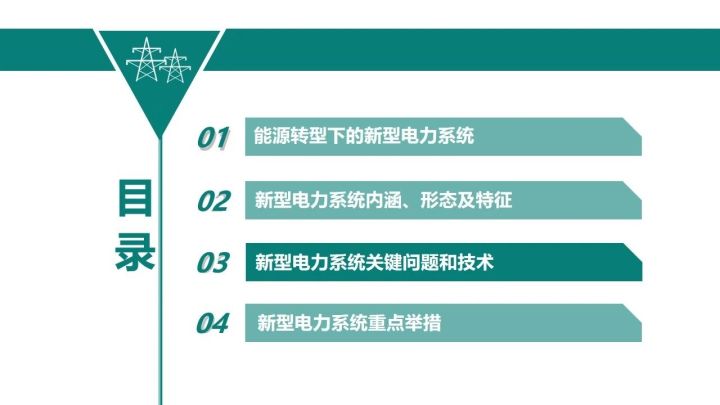 目录
01 能源转型下的新型电力系统
02 新型电力系统内涵、形态及特征
03 新型电力系统关键问题和技术
04 新型电力系统重点举措